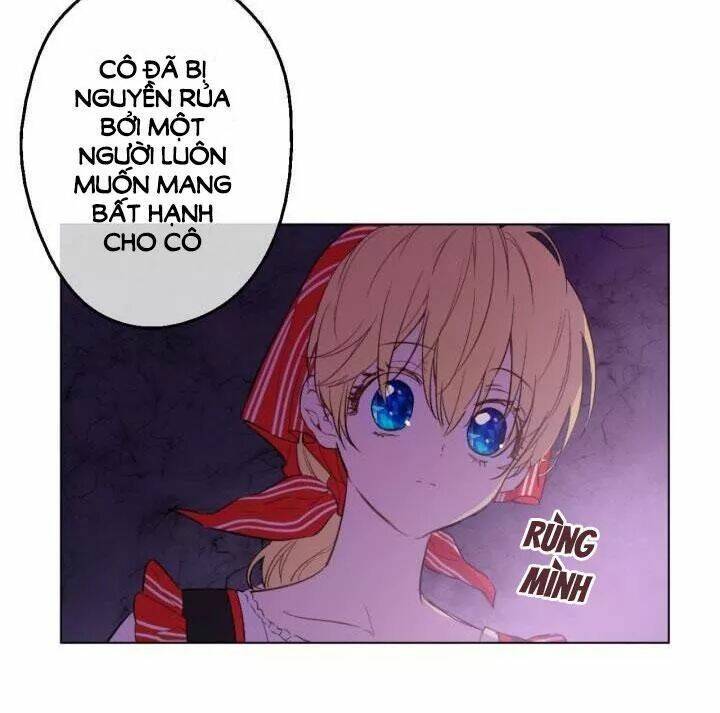 CÔ ĐÃ BỊ
NGUYỀN RỦA
BỞI MỘT
NGƯỜI LUÔN
MUỐN MANG
BẤT HẠNH
CHO CÔ
RÙNG
MÌNH